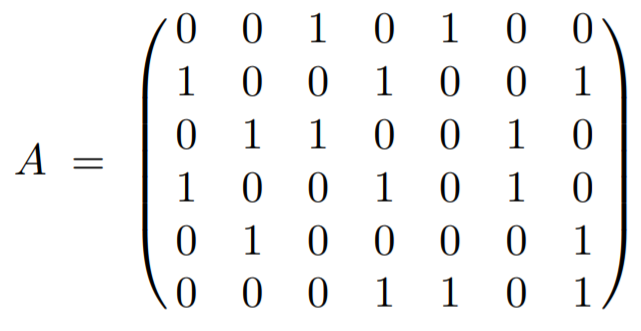 0 0 1 0 1 0 0
1 0 0 1 0 0 1
0 1 1 0 0 1 0
A = 1 0 0 1 0 1 0
0 1 0 0 0 0 1
0 0 0 1 1 0 1